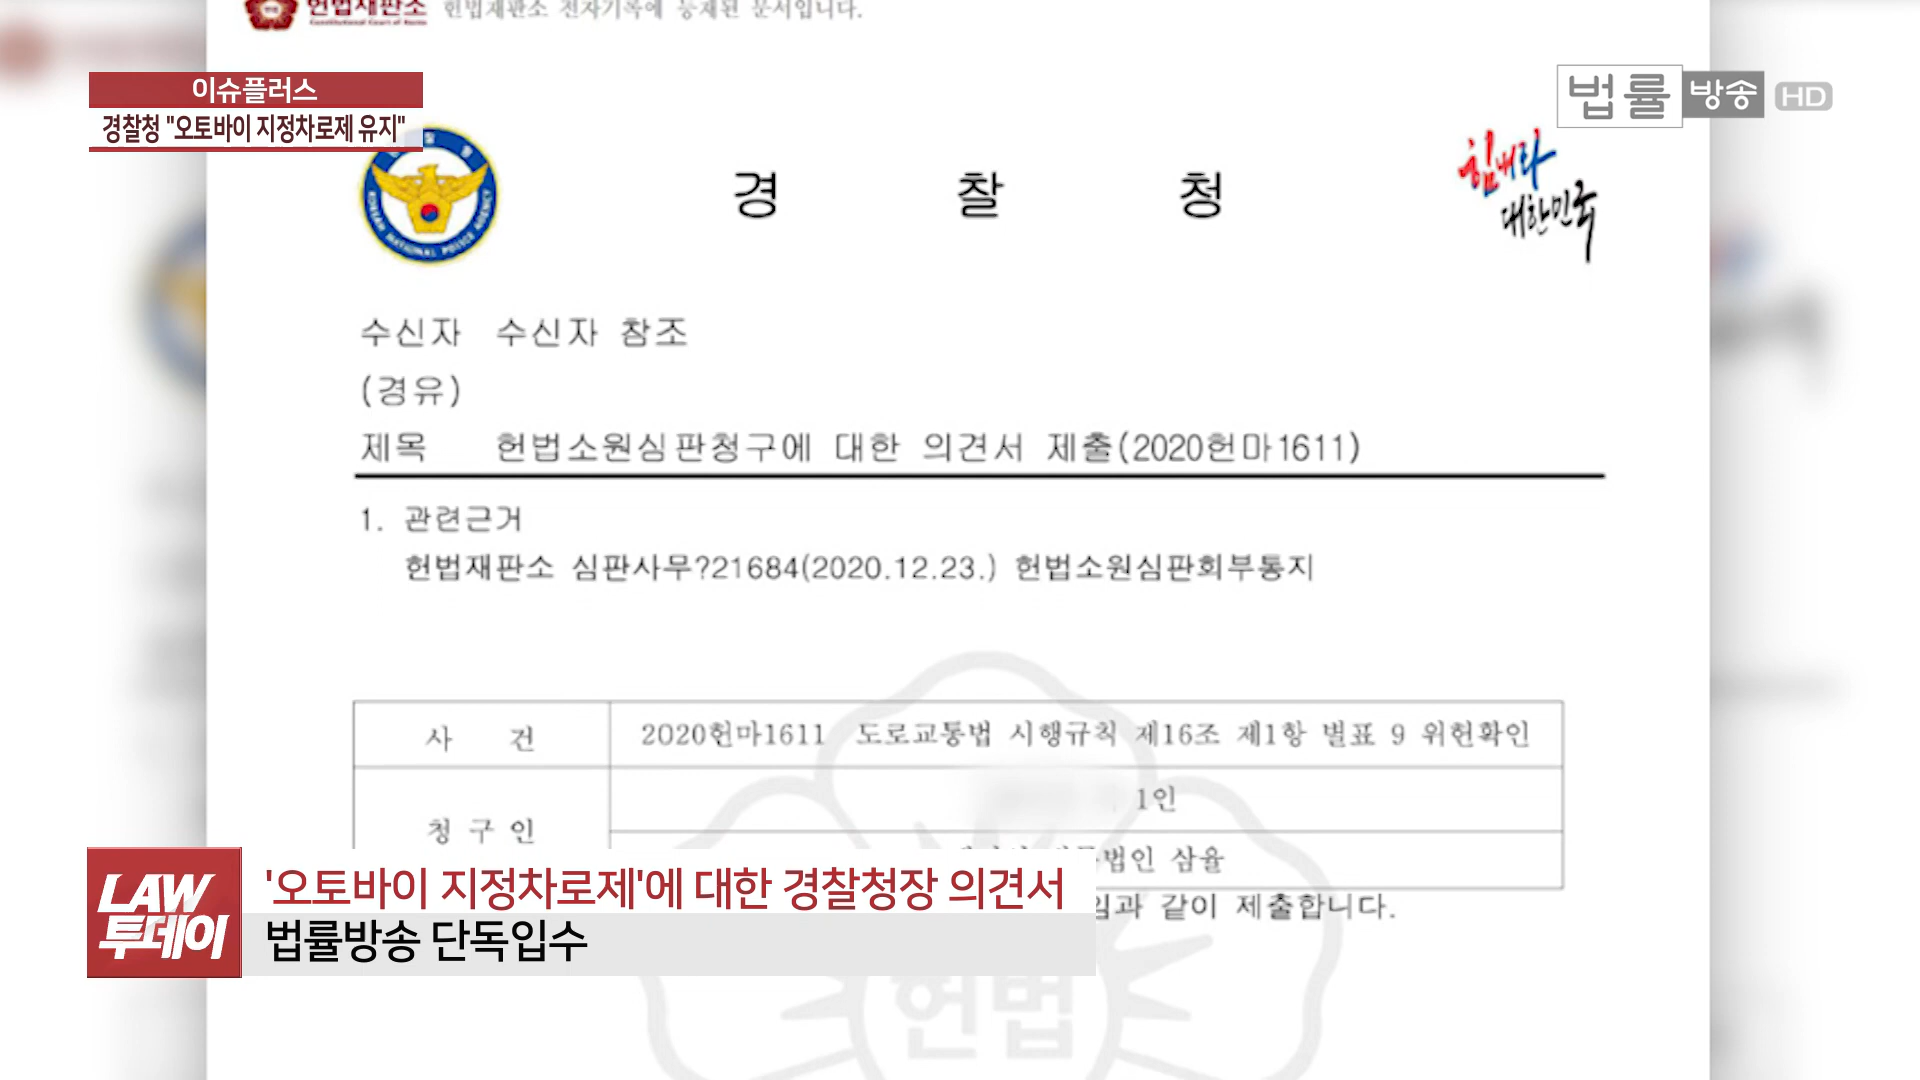 헌법재판소 헌법재판소 전자기록에 등재된 문서입니다.
Constitutional Court of Korea
이슈플러스
경찰청 "오토바이 지정차로제 유지"
법률방송 HD
KOREAN NATIONAL POLICE AGENCY
경 찰 청
힘내라
대한민국
수신자 수신자 참조
(경유)
제목 헌법소원심판청구에 대한 의견서 제출(2020헌마1611)
1. 관련근거
헌법재판소 심판사무?21684(2020.12.23.) 헌법소원심판회부통지
사 건 2020헌마1611 도로교통법 시행규칙 제16조 제1항 별표 9 위헌확인
청 구 인 1인
법인 삼율
같이 제출합니다.
헌법
LAW
투데이
'오토바이 지정차로제'에 대한 경찰청장 의견서
법률방송 단독입수